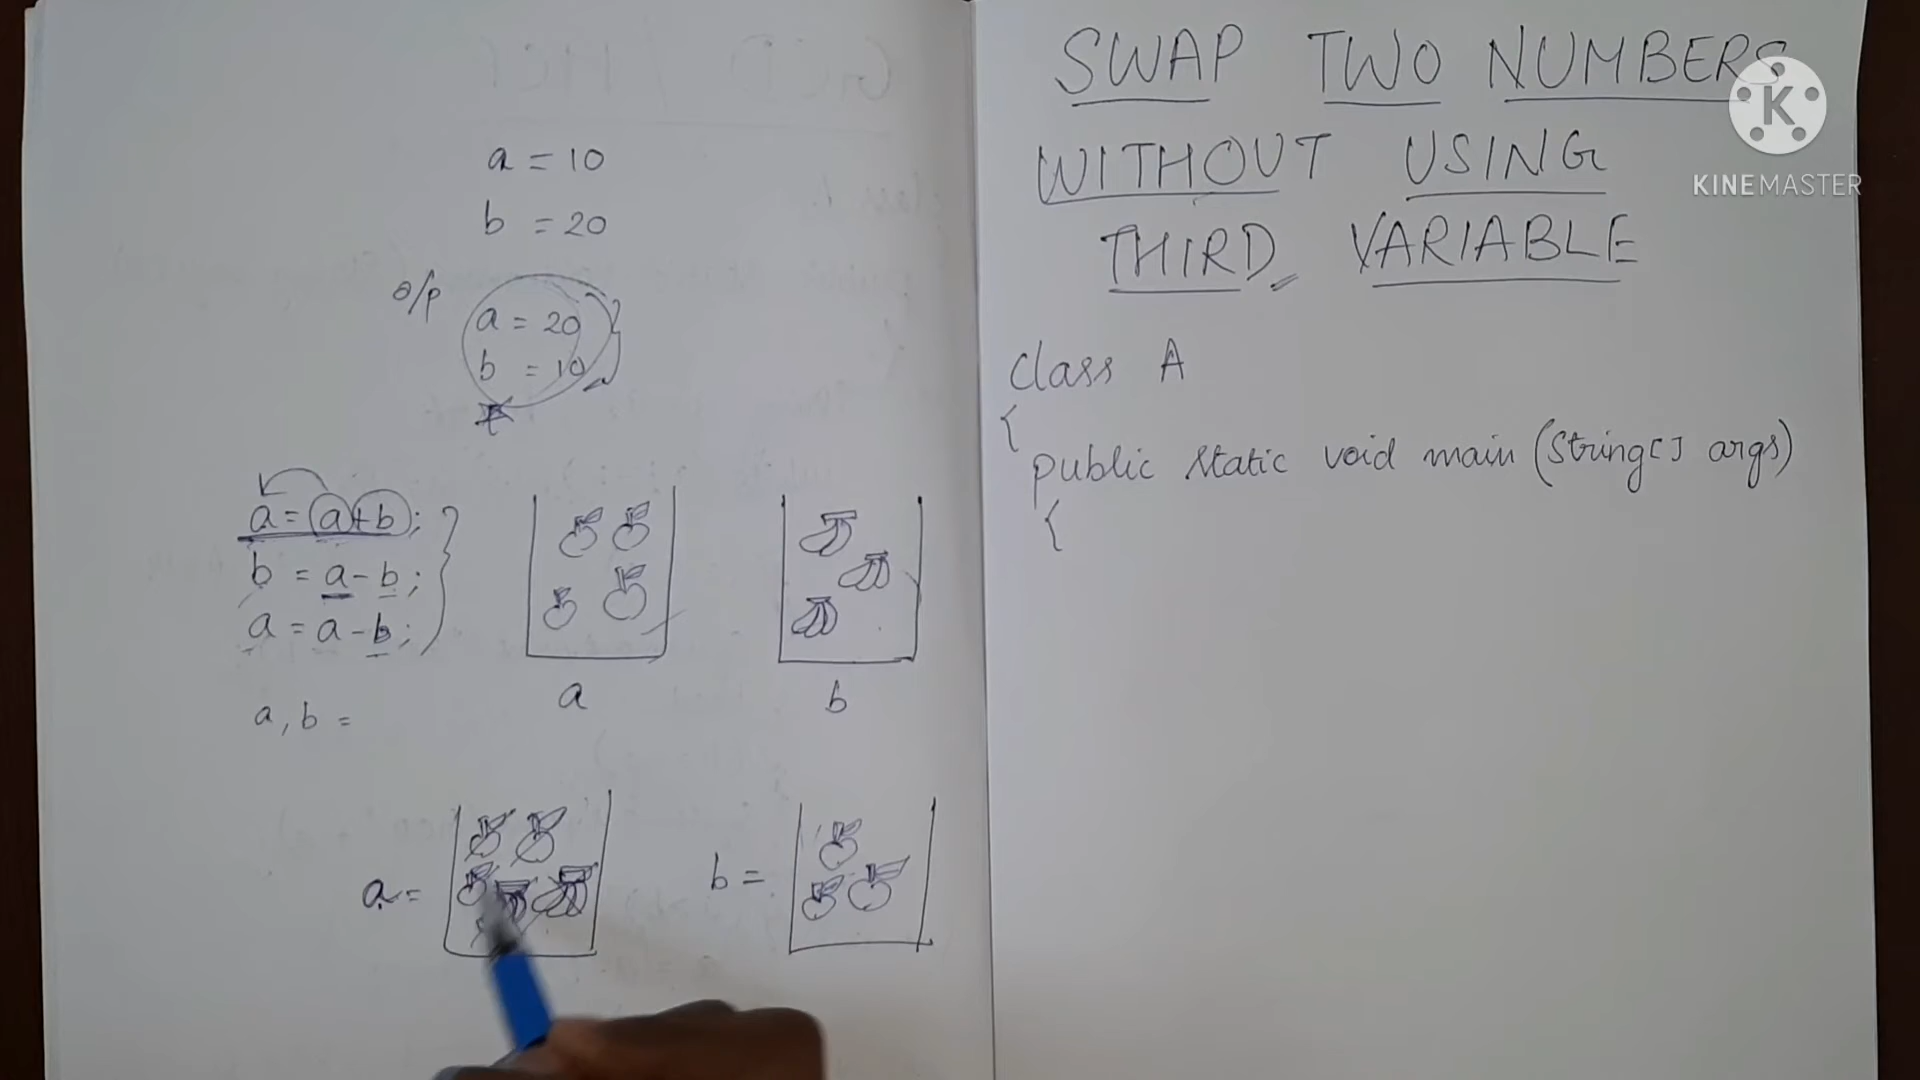 a = 10
b = 20
o/p
a = 20
b = 10
a = (a+b);
b = a-b;
a = a-b;
a
b
a, b =
a =
b =
SWAP TWO NUMBERS
WITHOUT USING
THIRD VARIABLE
class A
{
public static void main (String[] args)
{
K
KINEMASTER